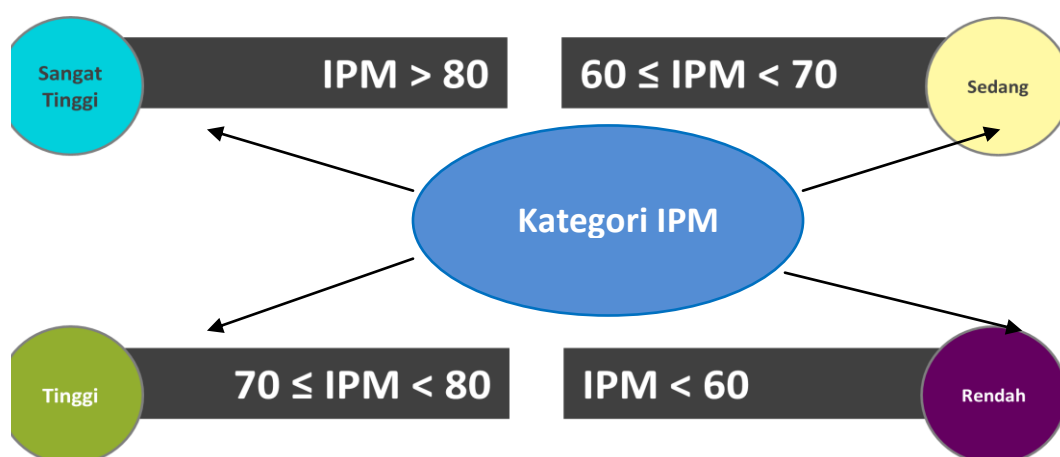 Sangat
Tinggi
IPM > 80
60 ≤ IPM < 70
Sedang
Kategori IPM
Tinggi
70 ≤ IPM < 80
IPM < 60
Rendah